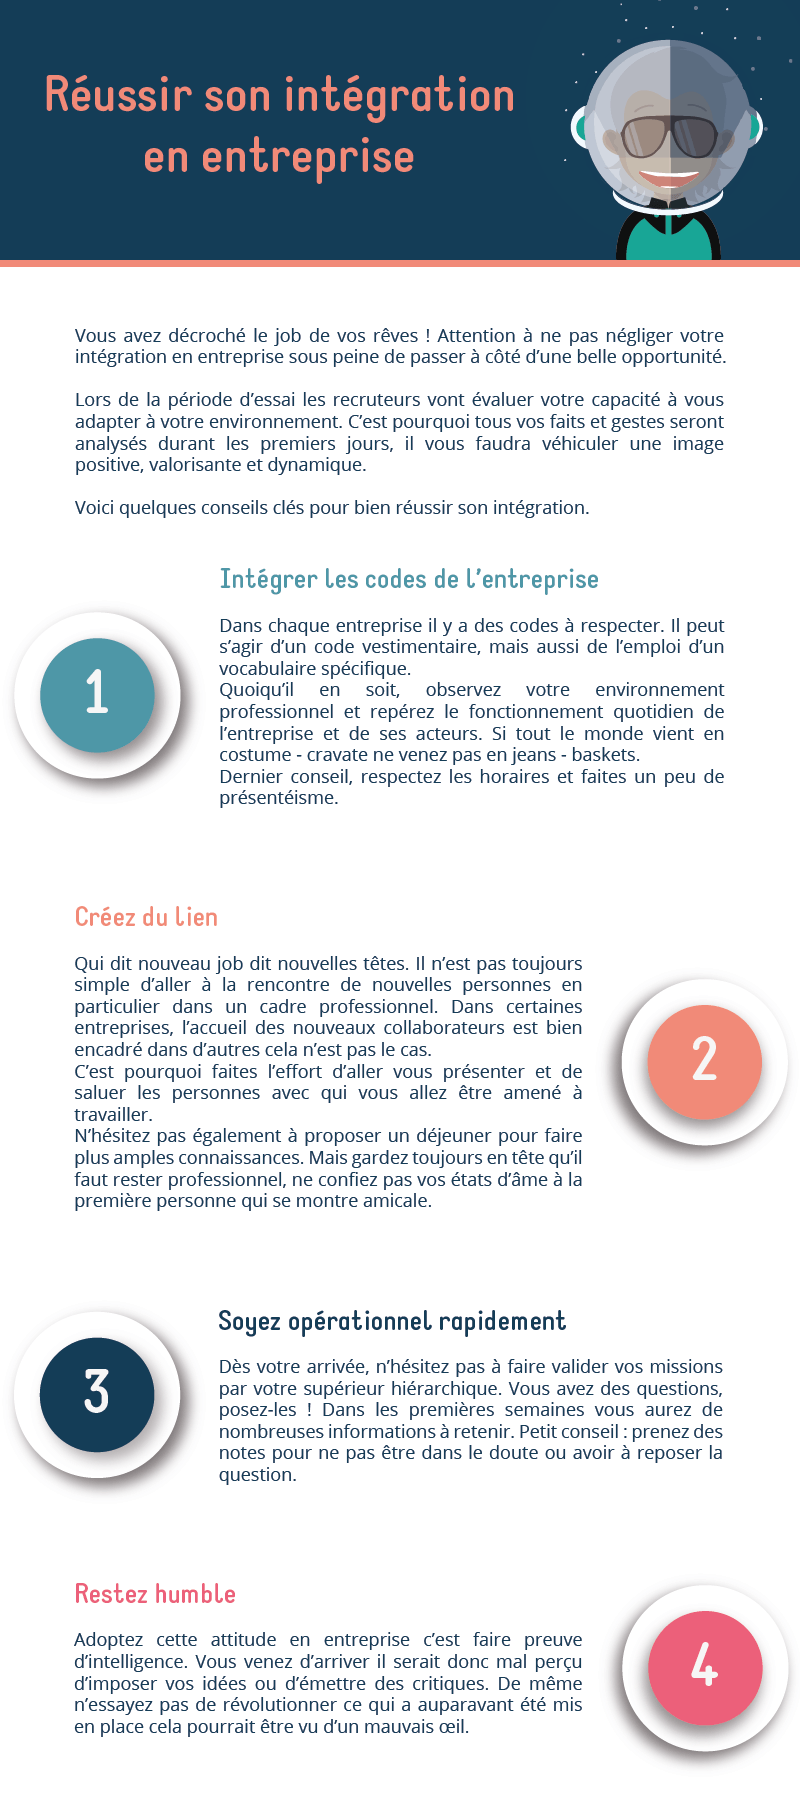 Réussir son intégration
en entreprise
Vous avez décroché le job de vos rêves ! Attention à ne pas négliger votre
intégration en entreprise sous peine de passer à côté d’une belle opportunité.
Lors de la période d’essai les recruteurs vont évaluer votre capacité à vous
adapter à votre environnement. C’est pourquoi tous vos faits et gestes seront
analysés durant les premiers jours, il vous faudra véhiculer une image
positive, valorisante et dynamique.
Voici quelques conseils clés pour bien réussir son intégration.
1
Intégrer les codes de l’entreprise
Dans chaque entreprise il y a des codes à respecter. Il peut
s’agir d’un code vestimentaire, mais aussi de l’emploi d’un
vocabulaire spécifique.
Quoiqu’il en soit, observez votre environnement
professionnel et repérez le fonctionnement quotidien de
l’entreprise et de ses acteurs. Si tout le monde vient en
costume - cravate ne venez pas en jeans - baskets.
Dernier conseil, respectez les horaires et faites un peu de
présentéisme.
Créez du lien
Qui dit nouveau job dit nouvelles têtes. Il n’est pas toujours
simple d’aller à la rencontre de nouvelles personnes en
particulier dans un cadre professionnel. Dans certaines
entreprises, l’accueil des nouveaux collaborateurs est bien
encadré dans d’autres cela n’est pas le cas.
C’est pourquoi faites l’effort d’aller vous présenter et de
saluer les personnes avec qui vous allez être amené à
travailler.
N’hésitez pas également à proposer un déjeuner pour faire
plus amples connaissances. Mais gardez toujours en tête qu’il
faut rester professionnel, ne confiez pas vos états d’âme à la
première personne qui se montre amicale.
2
3
Soyez opérationnel rapidement
Dès votre arrivée, n’hésitez pas à faire valider vos missions
par votre supérieur hiérarchique. Vous avez des questions,
posez-les ! Dans les premières semaines vous aurez de
nombreuses informations à retenir. Petit conseil : prenez des
notes pour ne pas être dans le doute ou avoir à reposer la
question.
Restez humble
Adoptez cette attitude en entreprise c’est faire preuve
d’intelligence. Vous venez d’arriver il serait donc mal perçu
d’imposer vos idées ou d’émettre des critiques. De même
n’essayez pas de révolutionner ce qui a auparavant été mis
en place cela pourrait être vu d’un mauvais œil.
4